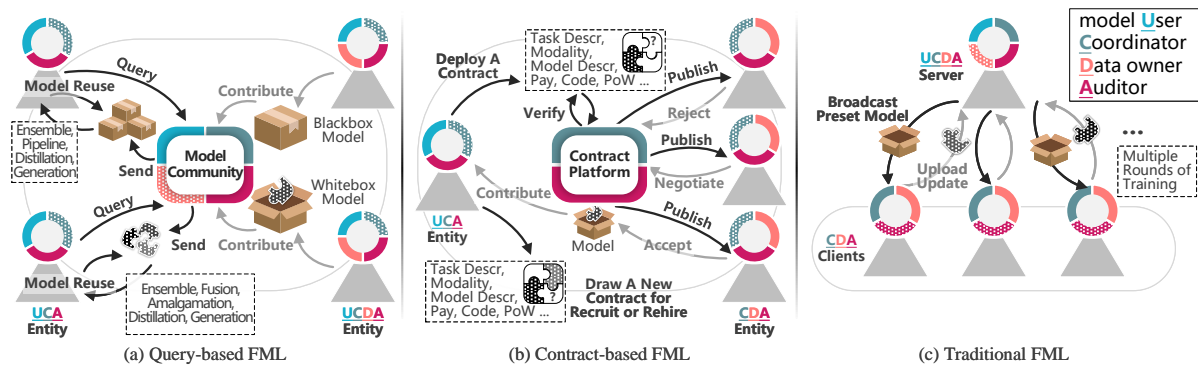 Query
Model Reuse
Ensemble,
Pipeline,
Distillation,
Generation
Send
Contribute
Blackbox
Model
Model
Community
Whitebox
Model
Contribute
Query
Send
Model Reuse
Ensemble, Fusion,
Amalgamation,
Distillation, Generation
UCA
Entity
UCDA
Entity
(a) Query-based FML
Deploy A
Contract
Task Descr,
Modality,
Model Descr,
Pay, Code, PoW ...
?
Verify
Publish
Reject
Contract
Platform
Publish
Negotiate
Contribute
Model
Publish
Accept
UCA
Entity
Task Descr,
Modality,
Model Descr,
Pay, Code, PoW ...
?
Draw A New
Contract for
Recruit or Rehire
CDA
Entity
(b) Contract-based FML
UCDA
Server
model User
Coordinator
Data owner
Auditor
Broadcast
Preset Model
Upload
Update
...
Multiple
Rounds of
Training
CDA
Clients
(c) Traditional FML